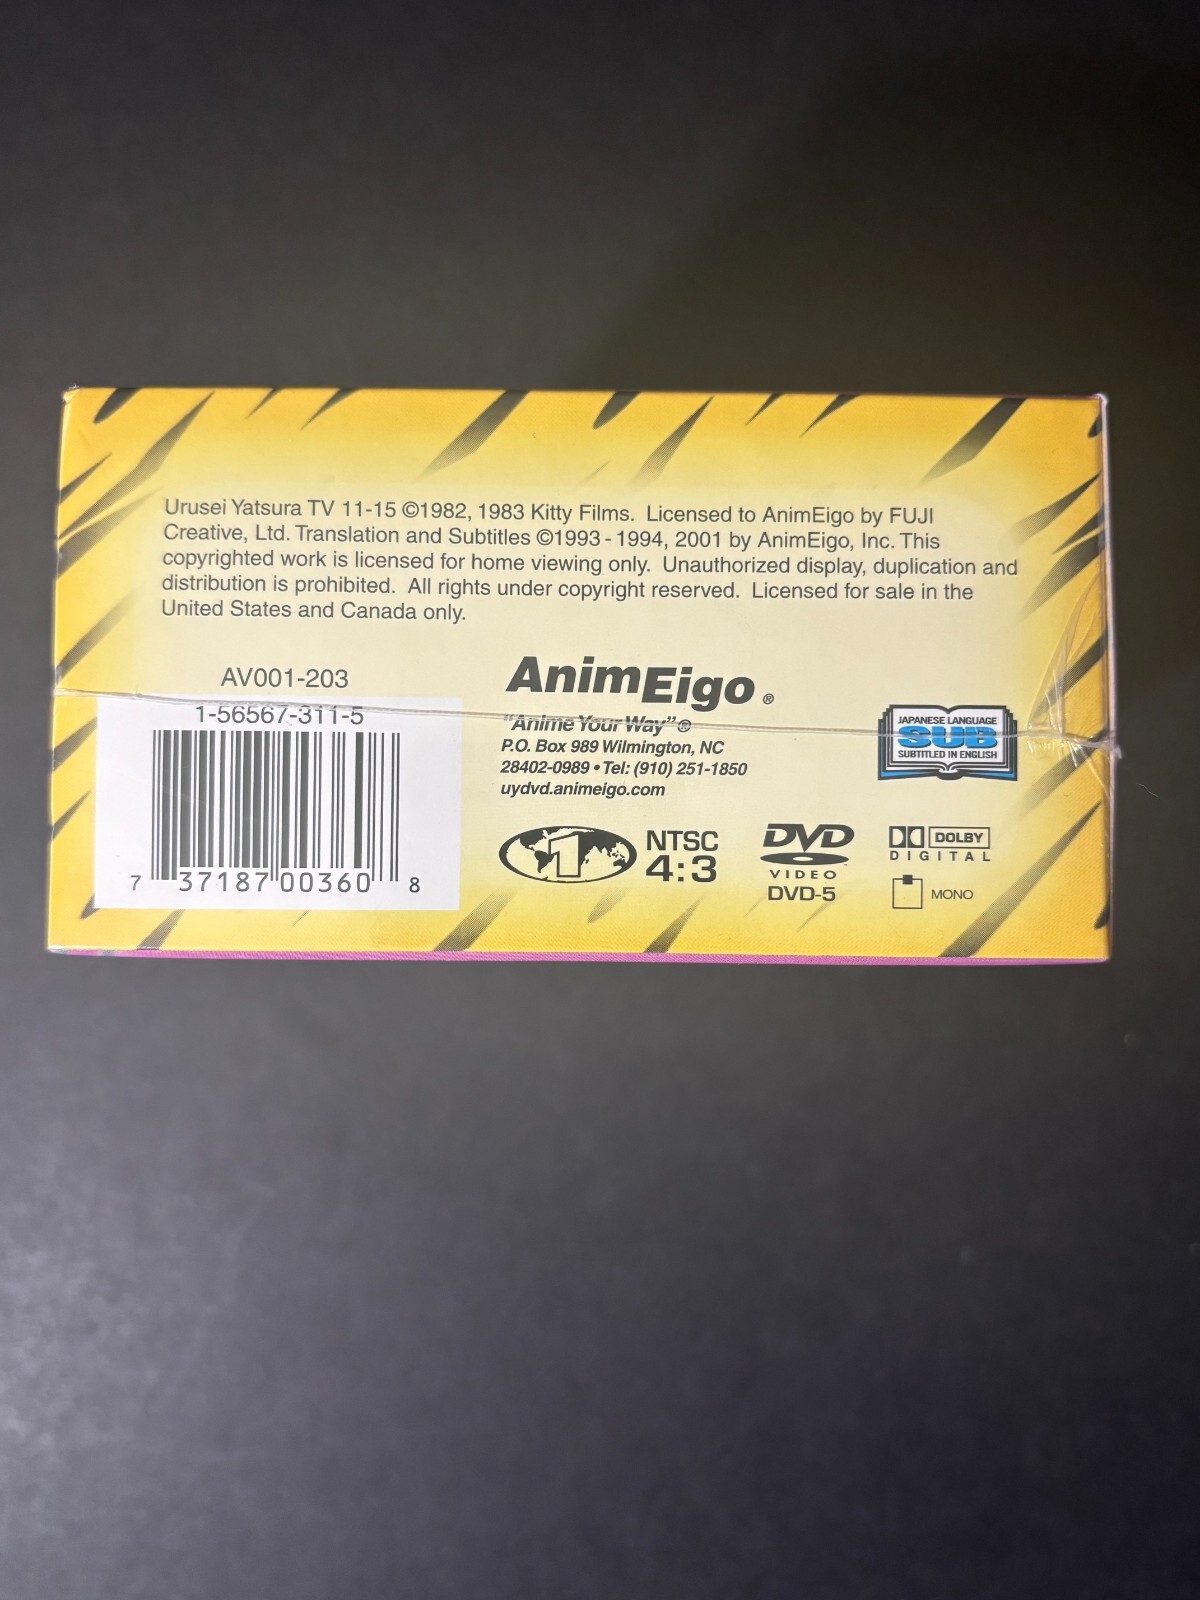 Urusei Yatsura TV 11-15 ©1982, 1983 Kitty Films. Licensed to AnimEigo by FUJI
Creative, Ltd. Translation and Subtitles ©1993-1994, 2001 by AnimEigo, Inc. This
copyrighted work is licensed for home viewing only. Unauthorized display, duplication and
distribution is prohibited. All rights under copyright reserved. Licensed for sale in the
United States and Canada only.
AV001-203
1-56567-311-5
7 37187 00360 8
AnimEigo®
"Anime Your Way"®
P.O. Box 989 Wilmington, NC
28402-0989 • Tel: (910) 251-1850
uydvd.animeigo.com
JAPANESE LANGUAGE
SUB
SUBTITLED IN ENGLISH
1
NTSC
4:3
DVD
VIDEO
DVD-5
DOLBY
DIGITAL
MONO